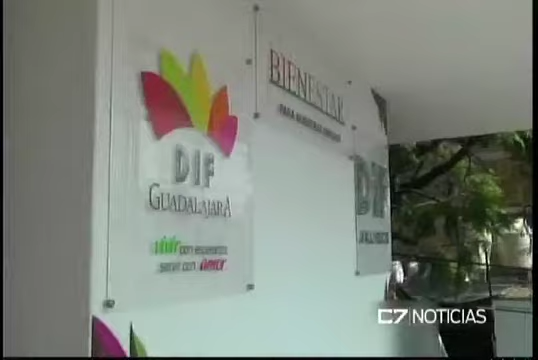 DIF
GUADALAJARA
vivir con esperanza
servir con amor
BIENESTAR
DIF
C7 NOTICIAS